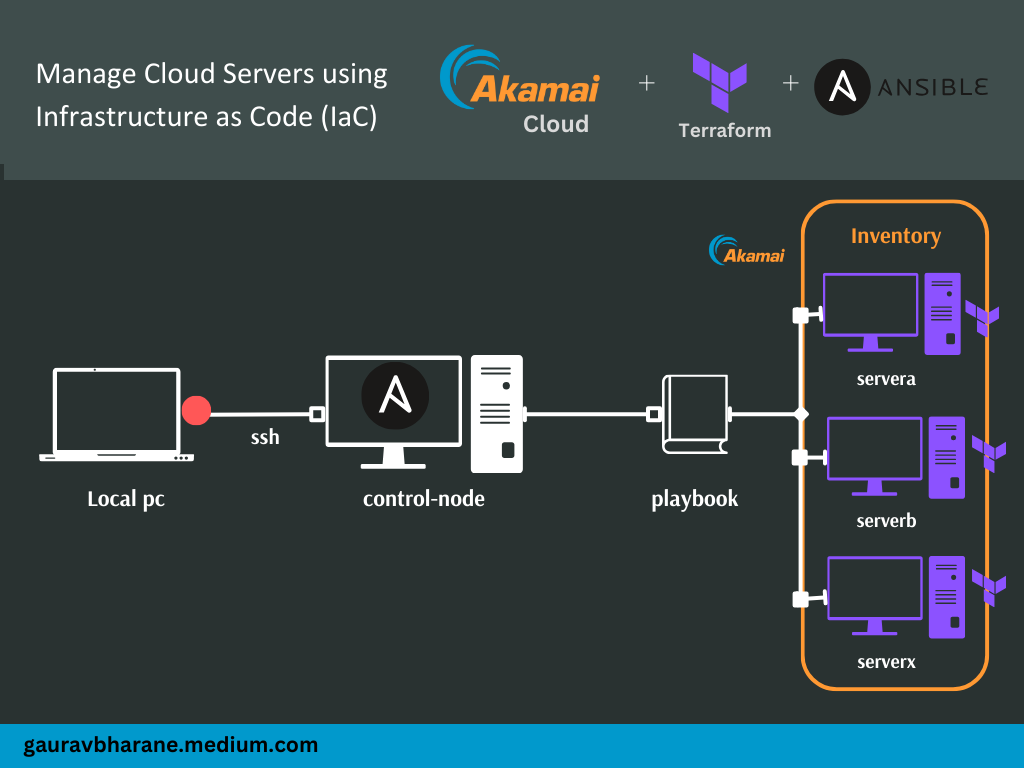 Manage Cloud Servers using
Infrastructure as Code (IaC)
Akamai
Cloud
+
Terraform
+
ANSIBLE
Akamai
Inventory
servera
ssh
Local pc
control-node
playbook
serverb
serverx
gauravbharane.medium.com